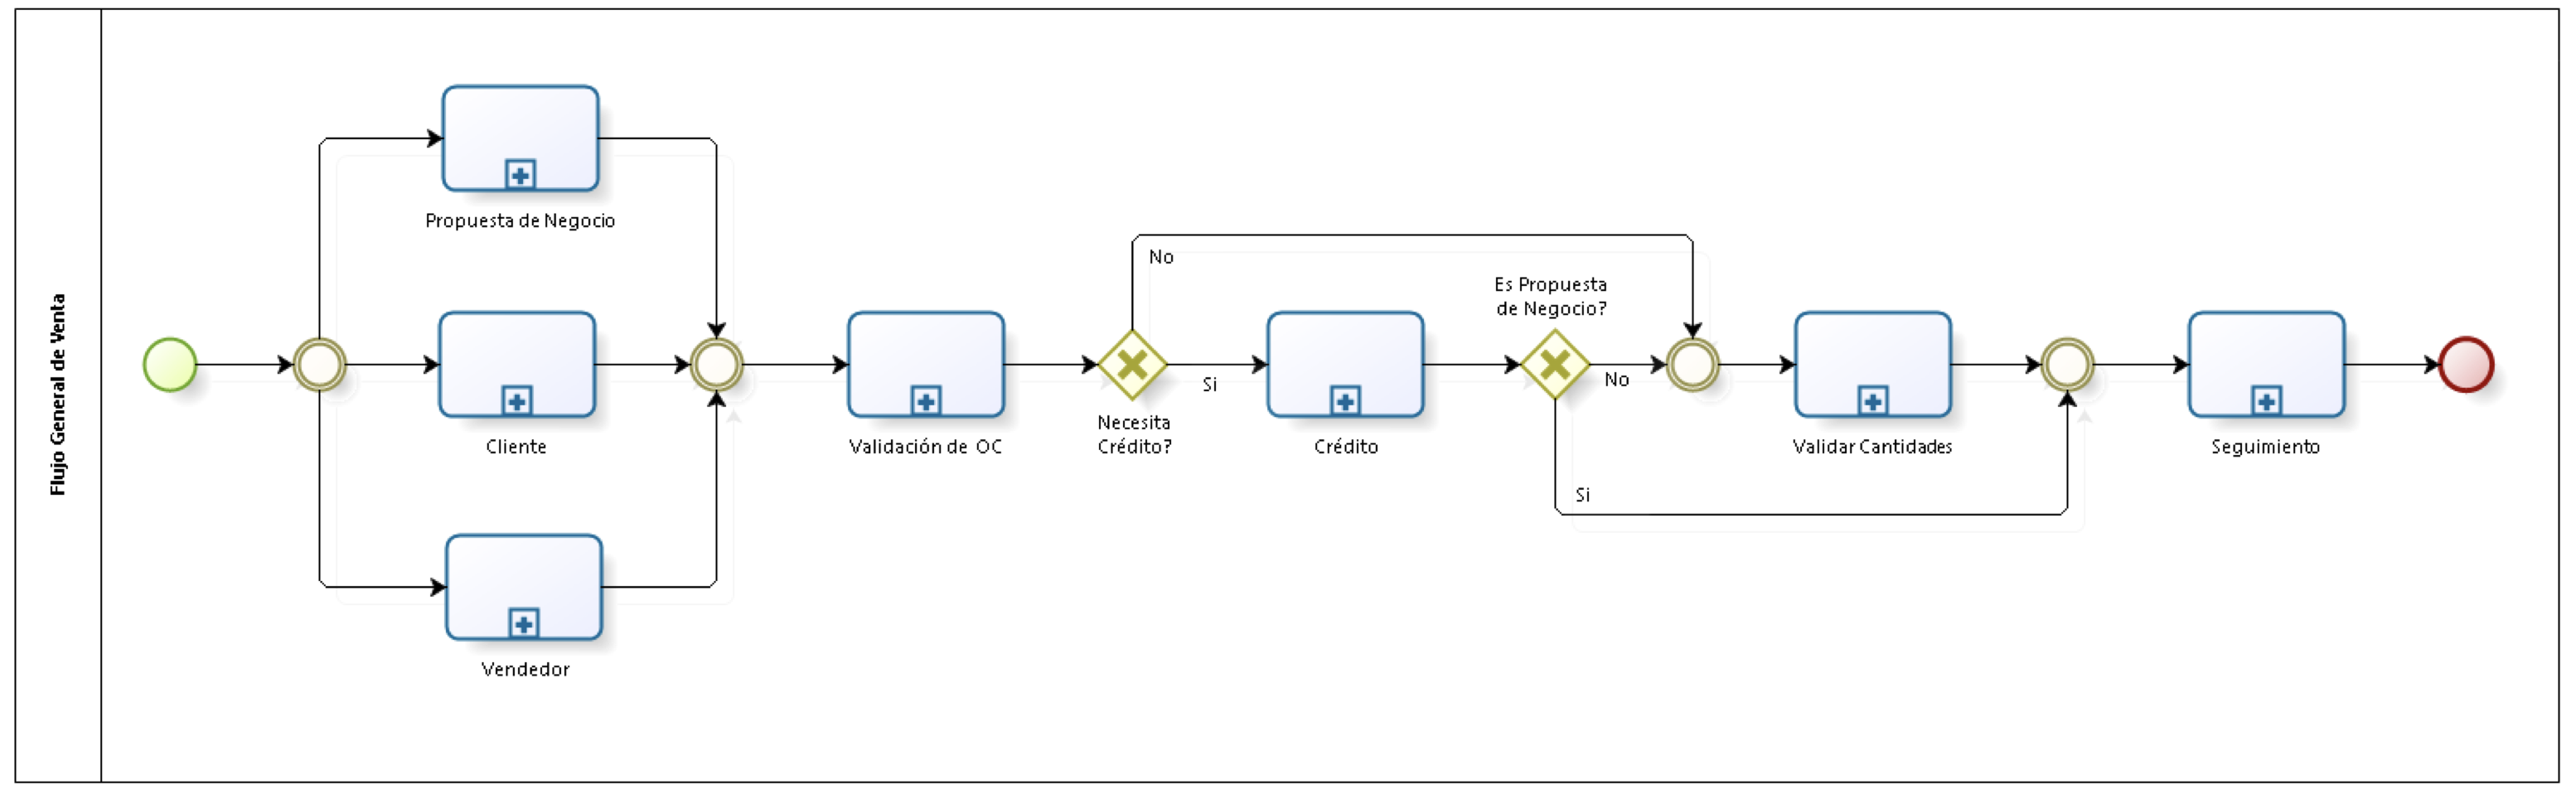 Flujo General de Venta
Propuesta de Negocio
Cliente
Vendedor
Validación de OC
Necesita
Crédito?
No
Si
Crédito
Es Propuesta
de Negocio?
No
Si
Validar Cantidades
Seguimiento